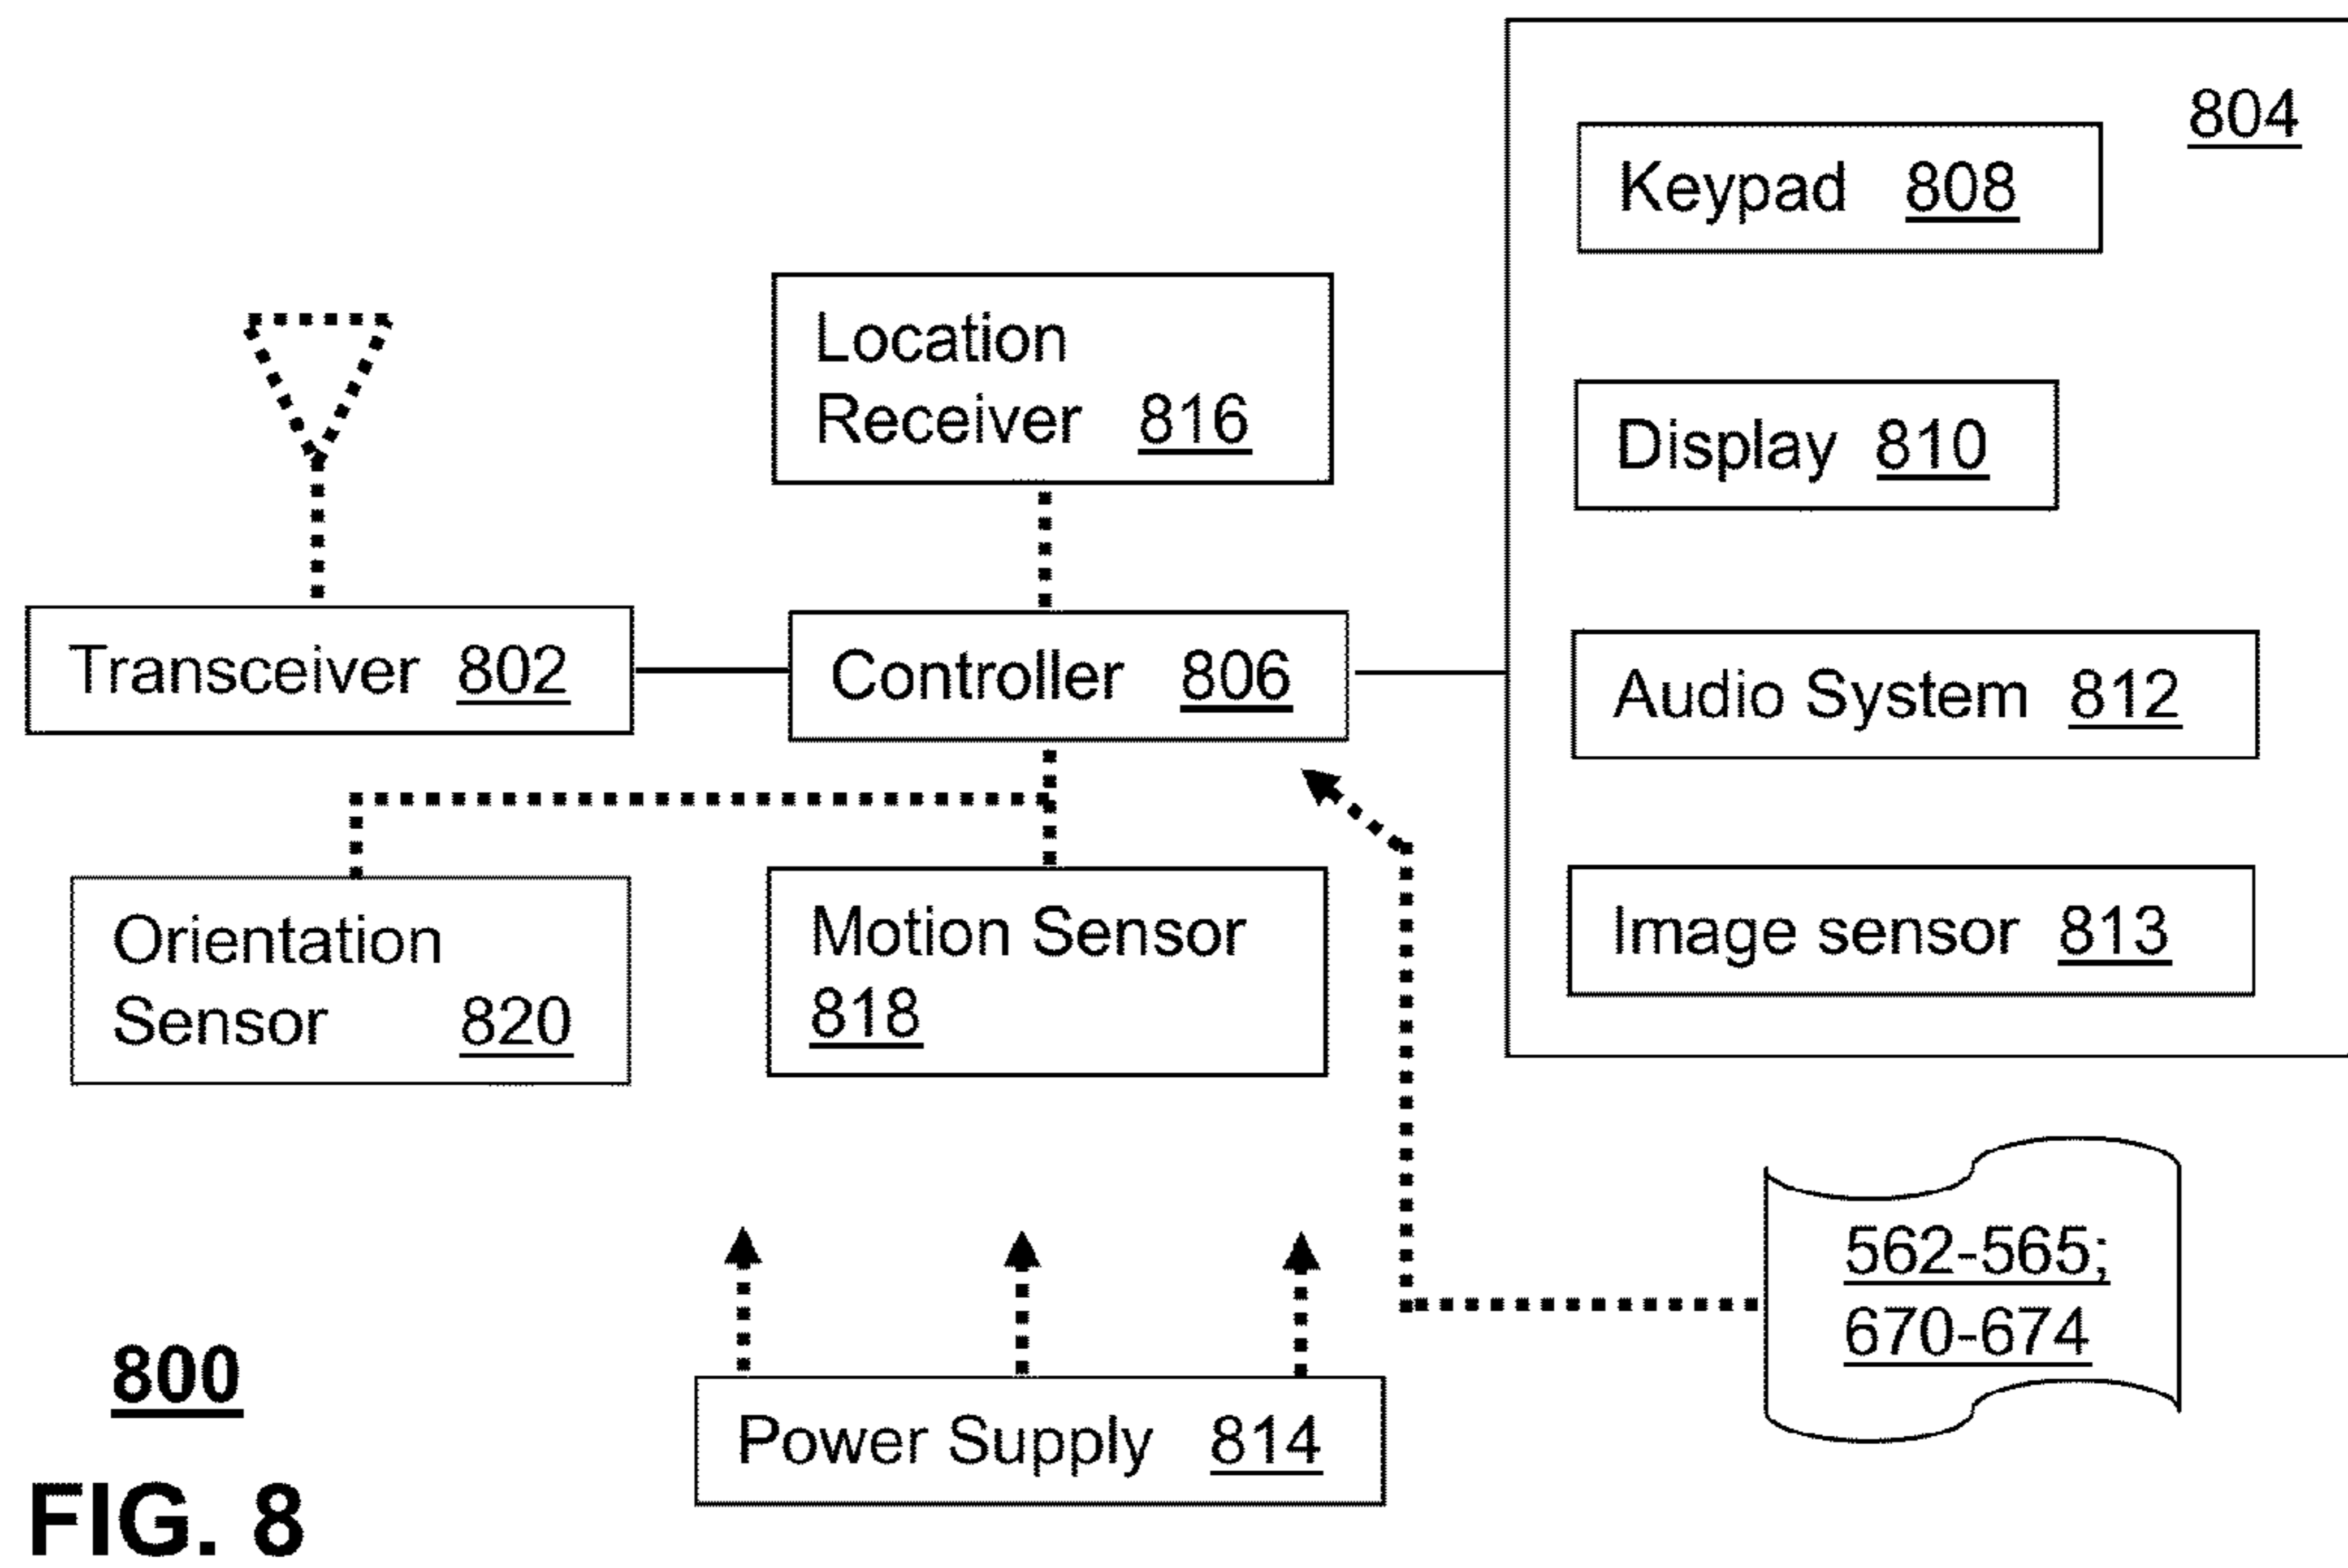 804
Keypad 808
Location
Receiver 816
Display 810
Transceiver 802
Controller 806
Audio System 812
Orientation
Sensor 820
Motion Sensor
818
Image sensor 813
562-565;
670-674
800
Power Supply 814
FIG. 8